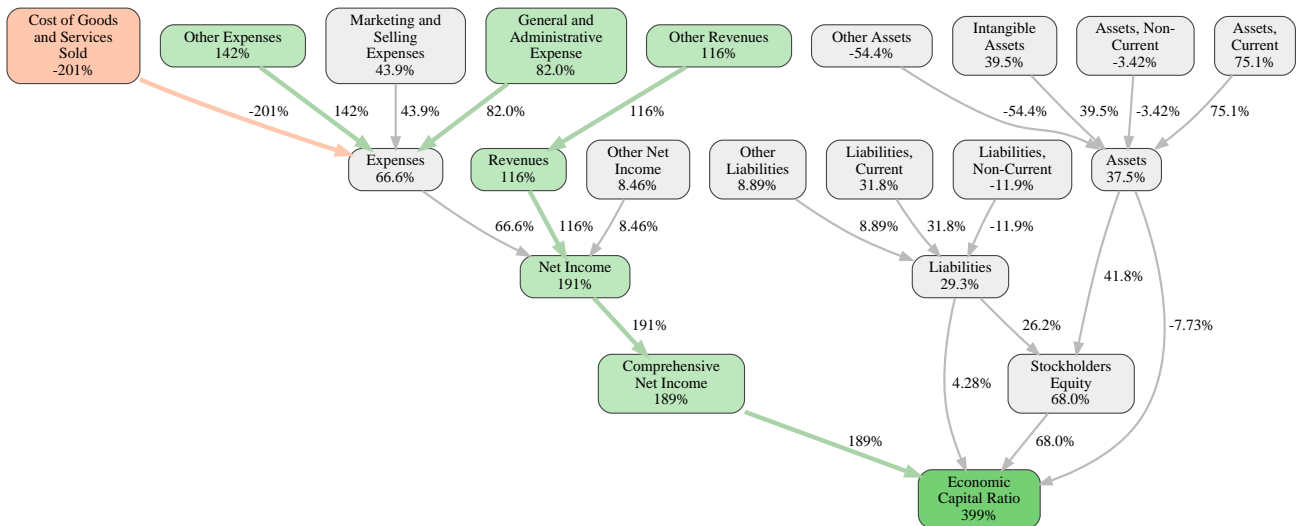 Cost of Goods
and Services
Sold
-201%
Other Expenses
142%
Marketing and
Selling
Expenses
43.9%
General and
Administrative
Expense
82.0%
Other Revenues
116%
Other Assets
-54.4%
Intangible
Assets
39.5%
Assets, Non-
Current
-3.42%
Assets,
Current
75.1%
-201%
142%
43.9%
82.0%
116%
-54.4%
39.5%
-3.42%
75.1%
Expenses
66.6%
Revenues
116%
Other Net
Income
8.46%
Other
Liabilities
8.89%
Liabilities,
Current
31.8%
Liabilities,
Non-Current
-11.9%
Assets
37.5%
66.6%
116%
8.46%
8.89%
31.8%
-11.9%
Net Income
191%
Liabilities
29.3%
41.8%
191%
26.2%
-7.73%
Comprehensive
Net Income
189%
Stockholders
Equity
68.0%
4.28%
189%
68.0%
Economic
Capital Ratio
399%